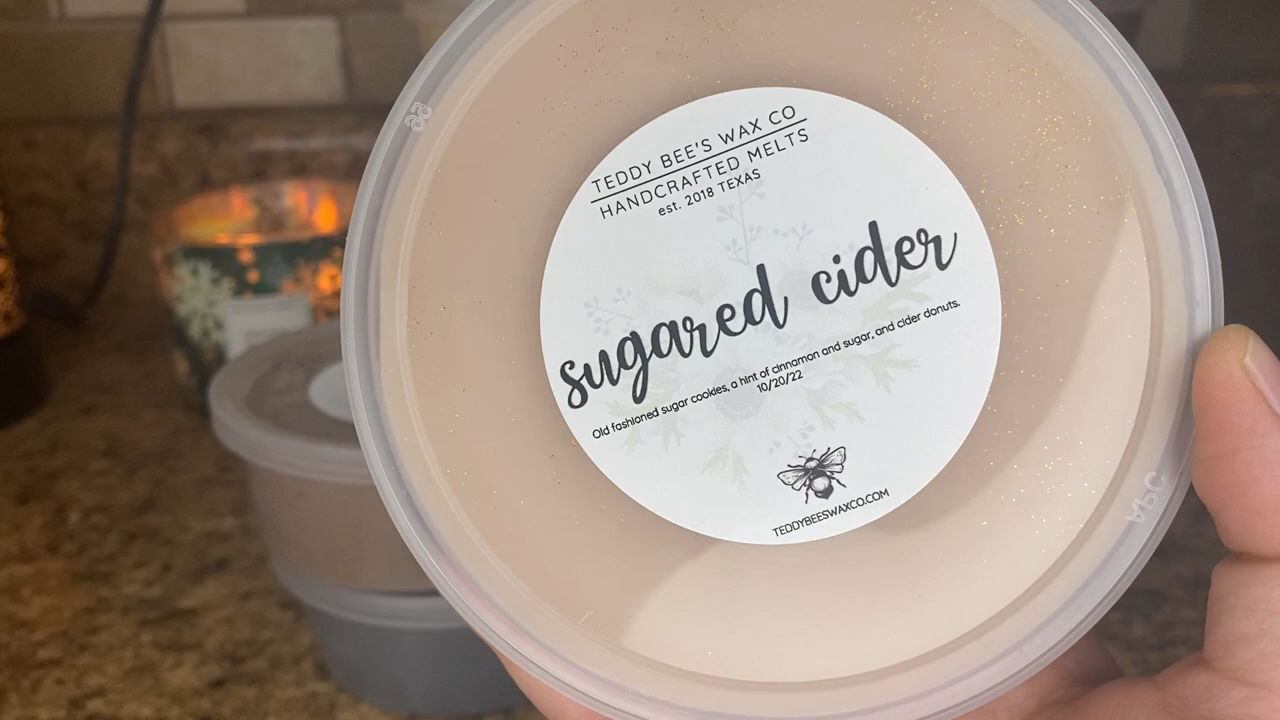 TEDDY BEE'S WAX CO
HANDCRAFTED MELTS
est. 2018 TEXAS
sugared cider
Old fashioned sugar cookies, a hint of cinnamon and sugar, and cider donuts.
10/20/22
TEDDYBEESWAXCO.COM